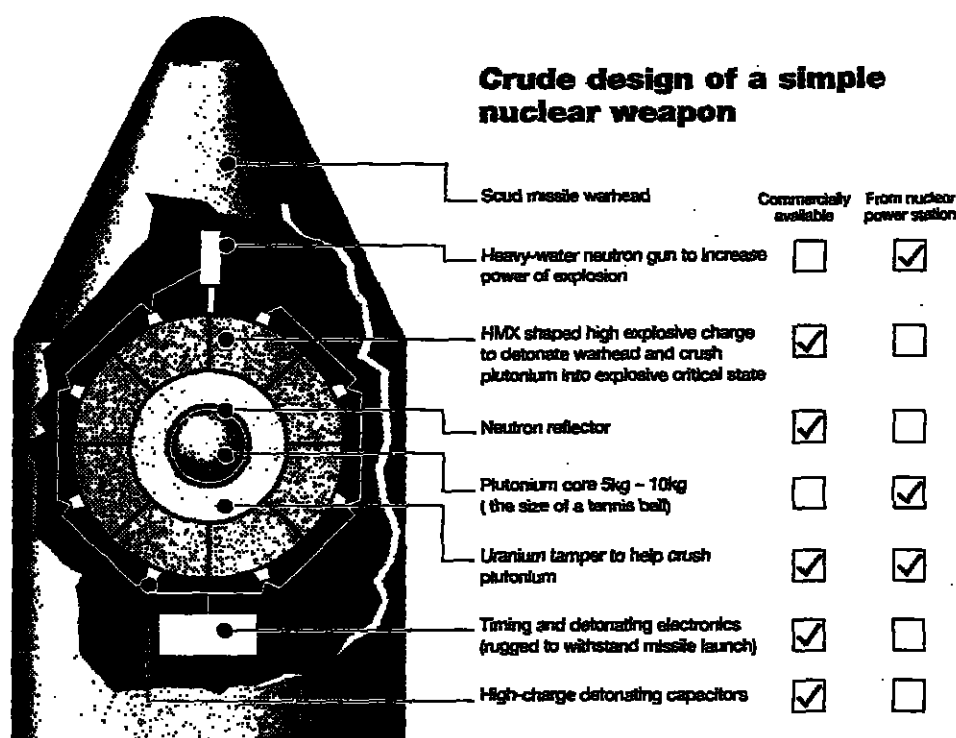 Crude design of a simple
nuclear weapon
Commercially
available
From nuclear
power station
Scud missile warhead
Heavy-water neutron gun to increase
power of explosion
HMX shaped high explosive charge
to detonate warhead and crush
plutonium into explosive critical state
Neutron reflector
Plutonium core 5kg – 10kg
( the size of a tennis ball)
Uranium tamper to help crush
plutonium
Timing and detonating electronics
(rugged to withstand missile launch)
High-charge detonating capacitors